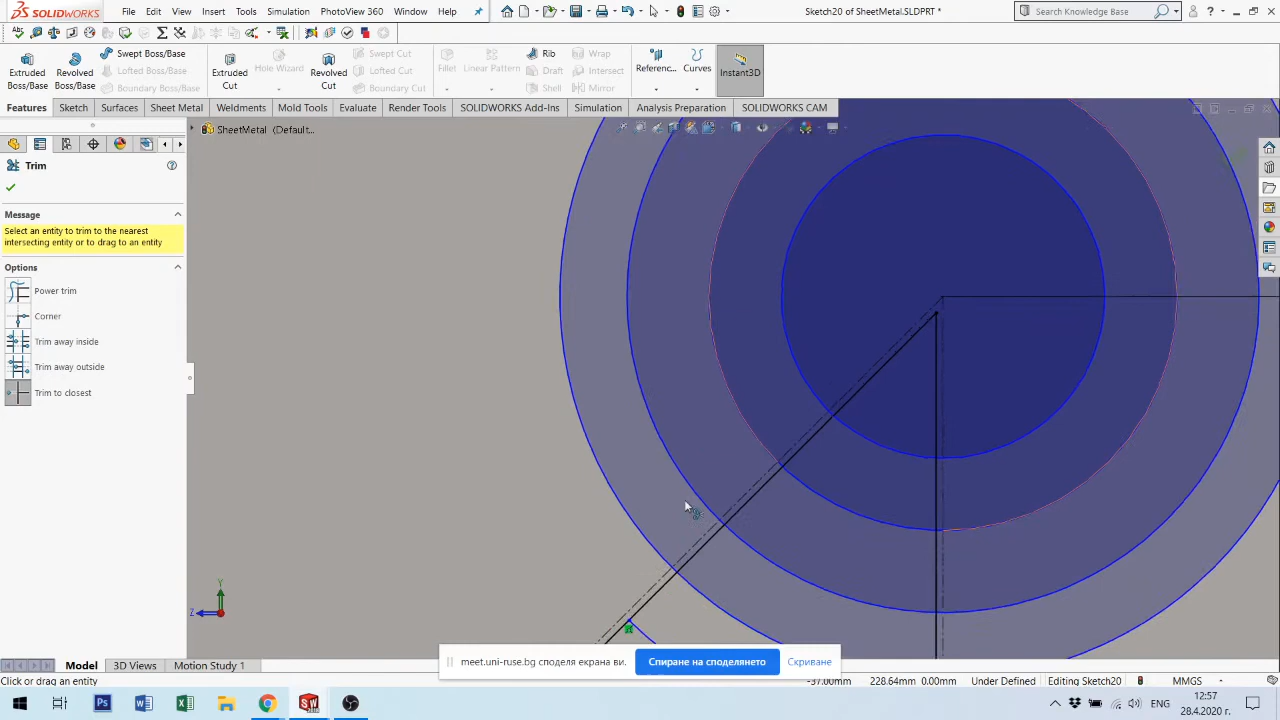 SOLIDWORKS File Edit View Insert Tools Simulation PhotoView 360 Window Help Sketch20 of SheetMetal.SLDPRT * Search Knowledge Base
Extruded Boss/Base
Revolved Boss/Base
Swept Boss/Base
Lofted Boss/Base
Boundary Boss/Base
Extruded Cut
Hole Wizard
Revolved Cut
Swept Cut
Lofted Cut
Boundary Cut
Fillet
Linear Pattern
Rib
Draft
Shell
Wrap
Intersect
Mirror
Referenc...
Curves
Instant3D
Features Sketch Surfaces Sheet Metal Weldments Mold Tools Evaluate Render Tools SOLIDWORKS Add-Ins Simulation Analysis Preparation SOLIDWORKS CAM
SheetMetal (Default...
Trim
Message
Select an entity to trim to the nearest
intersecting entity or to drag to an entity
Options
Power trim
Corner
Trim away inside
Trim away outside
Trim to closest
Y
Z
meet.uni-ruse.bg споделя екрана ви. Спиране на споделянето Скриване
Model 3D Views Motion Study 1
Click or drag an entity -37.00mm 228.64mm 0.00mm Under Defined Editing Sketch20 MMGS
ENG 12:57
28.4.2020 г.